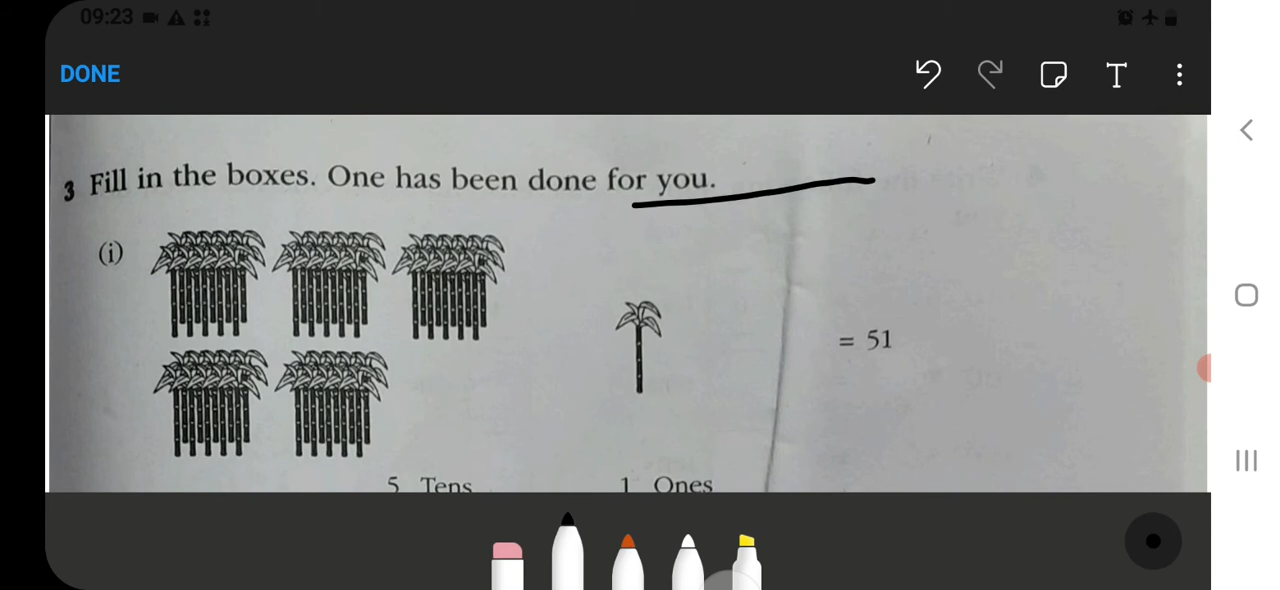 09:23
DONE
T
3 Fill in the boxes. One has been done for you.
(i)
= 51
5 Tens 1 Ones